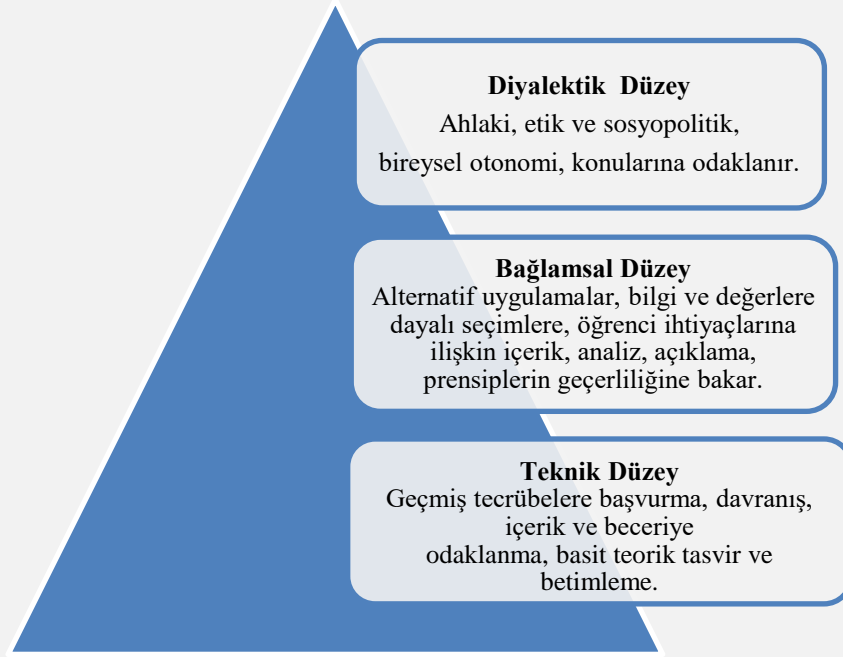 Diyalektik Düzey
Ahlaki, etik ve sosyopolitik,
bireysel otonomi, konularına odaklanır.
Bağlamsal Düzey
Alternatif uygulamalar, bilgi ve değerlere
dayalı seçimlere, öğrenci ihtiyaçlarına
ilişkin içerik, analiz, açıklama,
prensiplerin geçerliliğine bakar.
Teknik Düzey
Geçmiş tecrübelere başvurma, davranış,
içerik ve beceriye
odaklanma, basit teorik tasvir ve
betimleme.